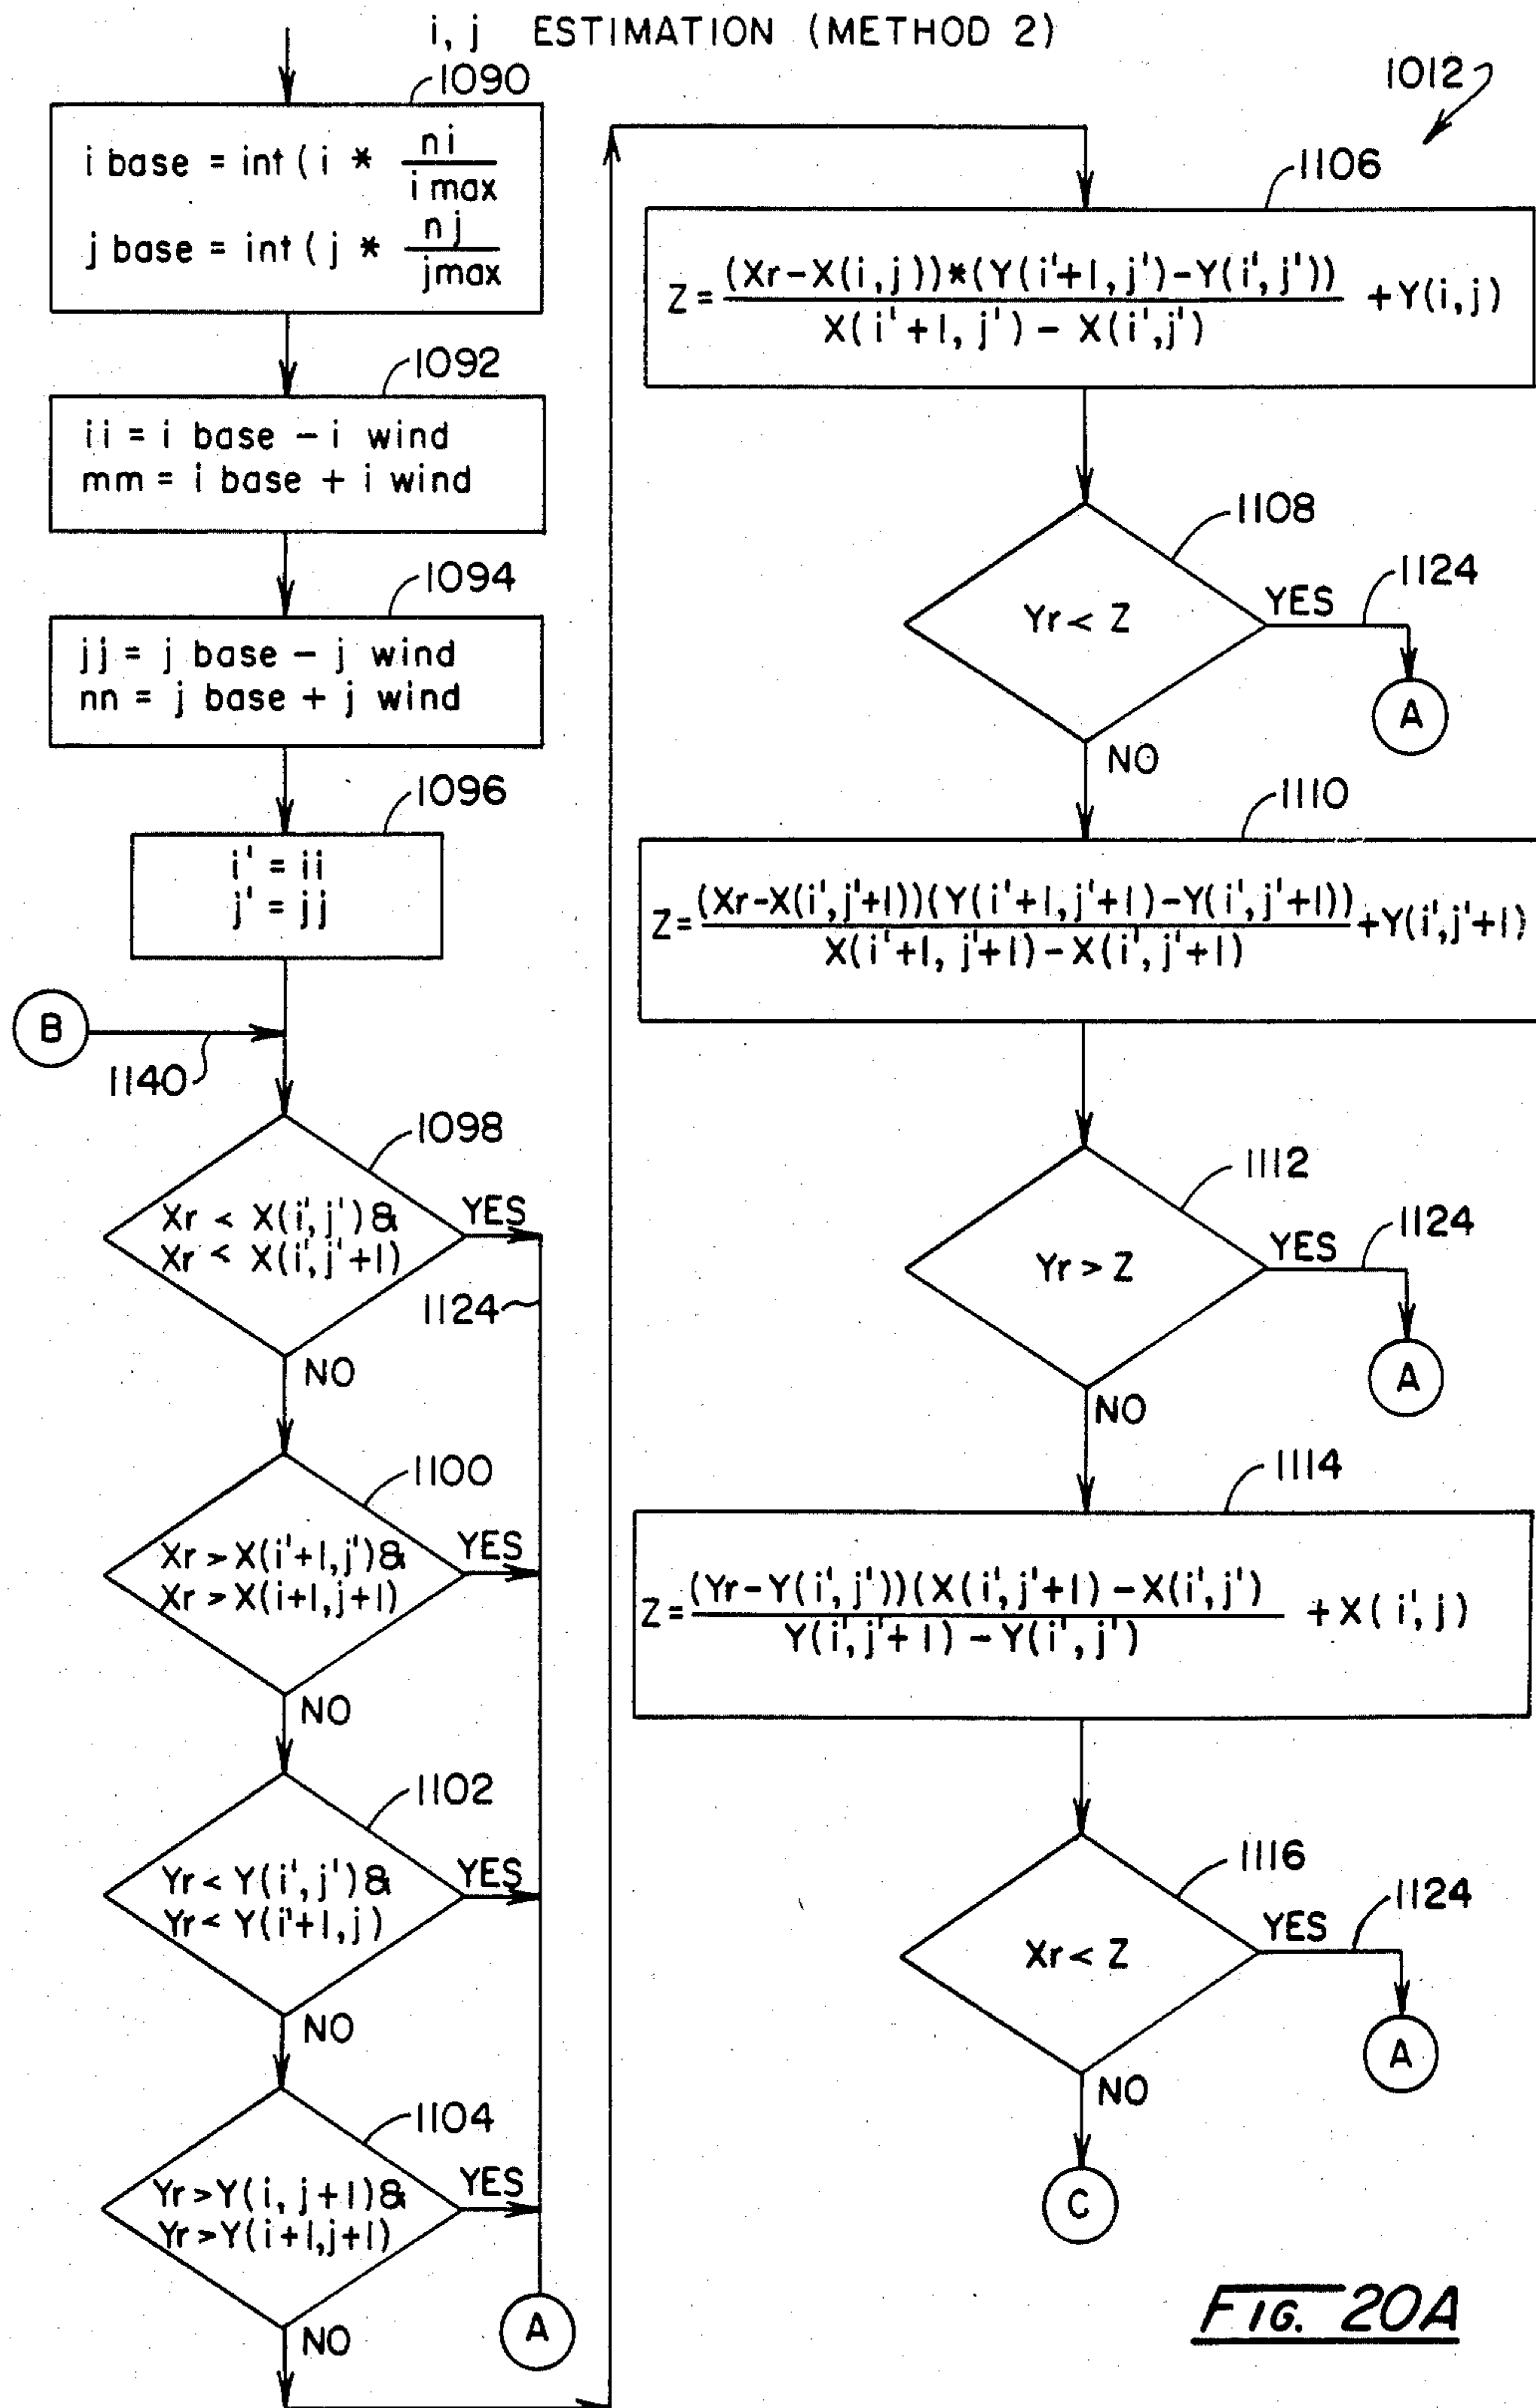 i, j ESTIMATION (METHOD 2)
1090
i base = int ( i * ni
i max
j base = int ( j * nj
jmax
1092
ii = i base − i wind
mm = i base + i wind
1094
jj = j base − j wind
nn = j base + j wind
1096
i' = ii
j' = jj
B
1140
1098
Xr < X(i', j') &
Xr < X(i', j'+1)
YES
1124
NO
1100
Xr > X(i'+1, j') &
Xr > X(i+1, j+1)
YES
NO
1102
Yr < Y(i', j') &
Yr < Y(i'+1, j)
YES
NO
1104
Yr > Y(i, j+1) &
Yr > Y(i+1, j+1)
YES
NO
A
1012
1106
Z = (Xr − X(i, j)) * (Y(i'+1, j') − Y(i', j')) + Y(i, j)
X(i'+1, j') − X(i', j')
1108
Yr < Z
YES
1124
A
NO
1110
Z = (Xr − X(i', j'+1)) (Y(i'+1, j'+1) − Y(i', j'+1)) + Y(i', j'+1)
X(i'+1, j'+1) − X(i', j'+1)
1112
Yr > Z
YES
1124
A
NO
1114
Z = (Yr − Y(i', j')) (X(i', j'+1) − X(i', j') + X(i', j)
Y(i', j'+1) − Y(i', j')
1116
Xr < Z
YES
1124
A
NO
C
FIG. 20A